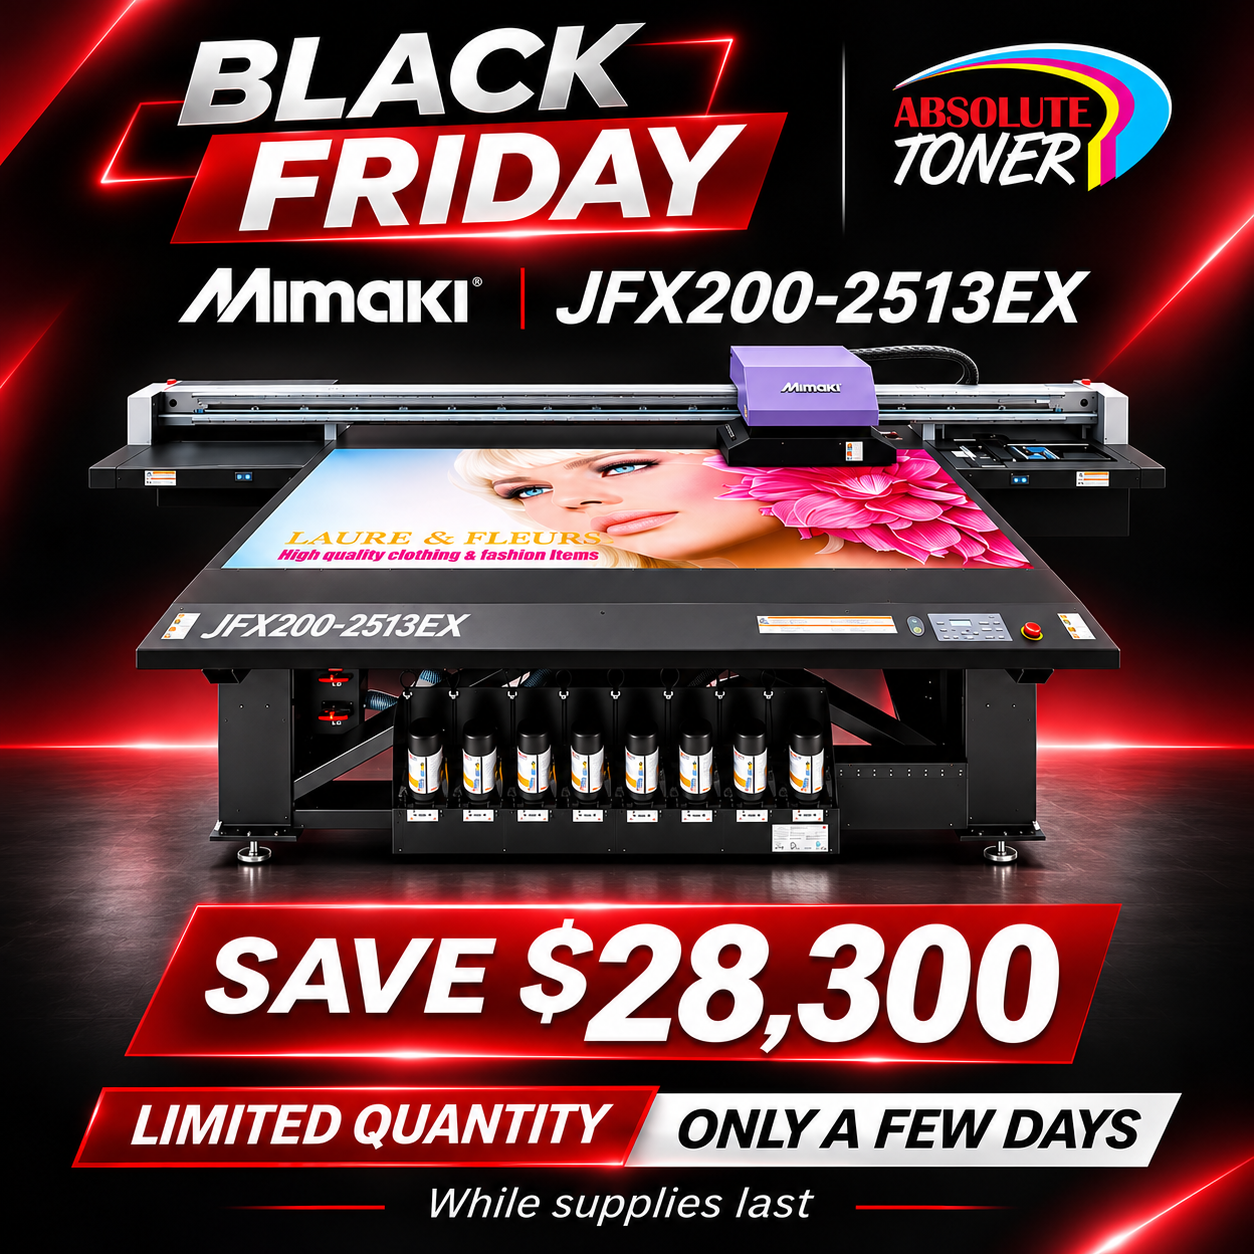 BLACK
FRIDAY
ABSOLUTE
TONER
Mimaki®
JFX200-2513EX
Mimaki
LAURE & FLEURS
High quality clothing & fashion Items
JFX200-2513EX
SAVE $28,300
LIMITED QUANTITY
ONLY A FEW DAYS
While supplies last